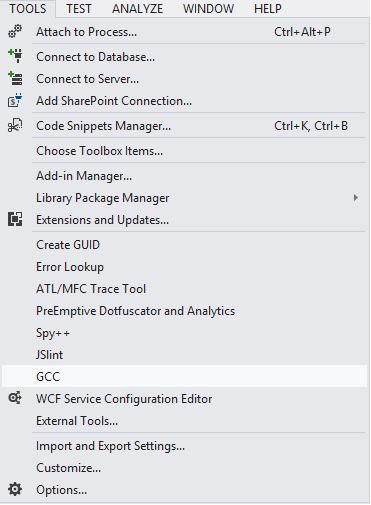 TOOLS TEST ANALYZE WINDOW HELP
Attach to Process... Ctrl+Alt+P
Connect to Database...
Connect to Server...
Add SharePoint Connection...
Code Snippets Manager... Ctrl+K, Ctrl+B
Choose Toolbox Items...
Add-in Manager...
Library Package Manager
Extensions and Updates...
Create GUID
Error Lookup
ATL/MFC Trace Tool
PreEmptive Dotfuscator and Analytics
Spy++
JSlint
GCC
WCF Service Configuration Editor
External Tools...
Import and Export Settings...
Customize...
Options...